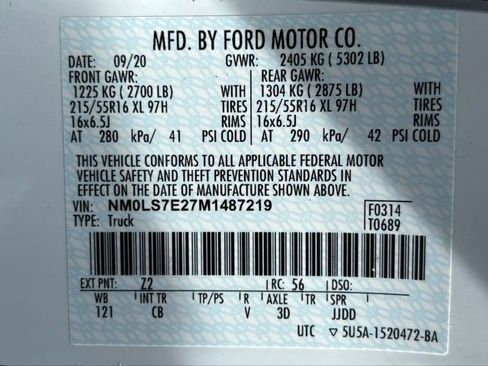 MFD. BY FORD MOTOR CO.
DATE: 09/20 GVWR: 2405 KG ( 5302 LB)
FRONT GAWR: REAR GAWR:
1225 KG ( 2700 LB) WITH 1304 KG ( 2875 LB) WITH
215/55R16 XL 97H TIRES 215/55R16 XL 97H TIRES
16x6.5J RIMS 16x6.5J RIMS
AT 280 kPa/ 41 PSI COLD AT 290 kPa/ 42 PSI COLD
THIS VEHICLE CONFORMS TO ALL APPLICABLE FEDERAL MOTOR
VEHICLE SAFETY AND THEFT PREVENTION STANDARDS IN
EFFECT ON THE DATE OF MANUFACTURE SHOWN ABOVE.
VIN: NM0LS7E27M1487219 F0314
TYPE: Truck T0689
EXT PNT: Z2 RC: 56 DSO:
WB INT TR TP/PS R AXLE TR SPR
121 CB V 3D JJDD
UTC ▽ 5U5A-1520472-BA